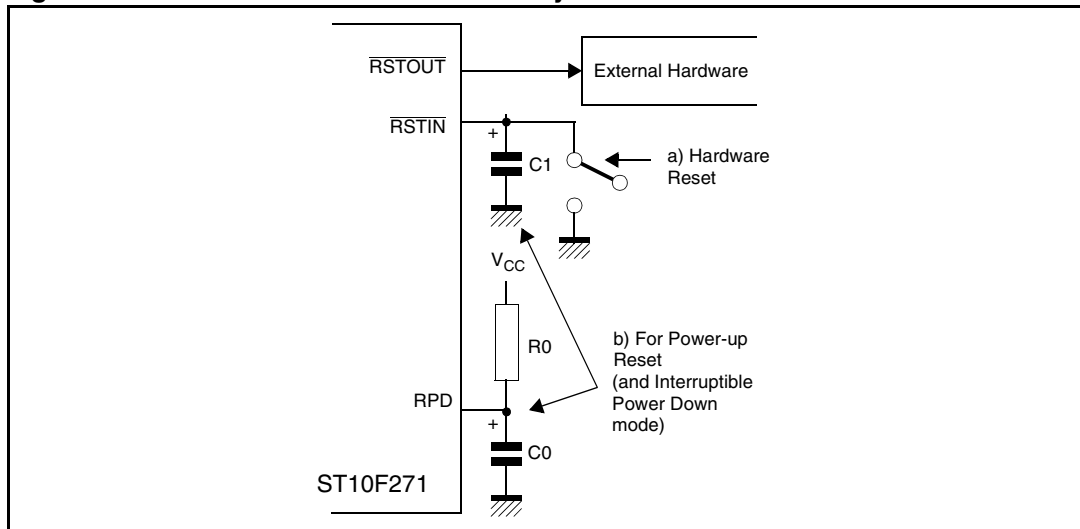 RSTOUT
External Hardware
RSTIN
+
C1
a) Hardware
Reset
VCC
R0
b) For Power-up
Reset
(and Interruptible
Power Down
mode)
RPD
+
C0
ST10F271